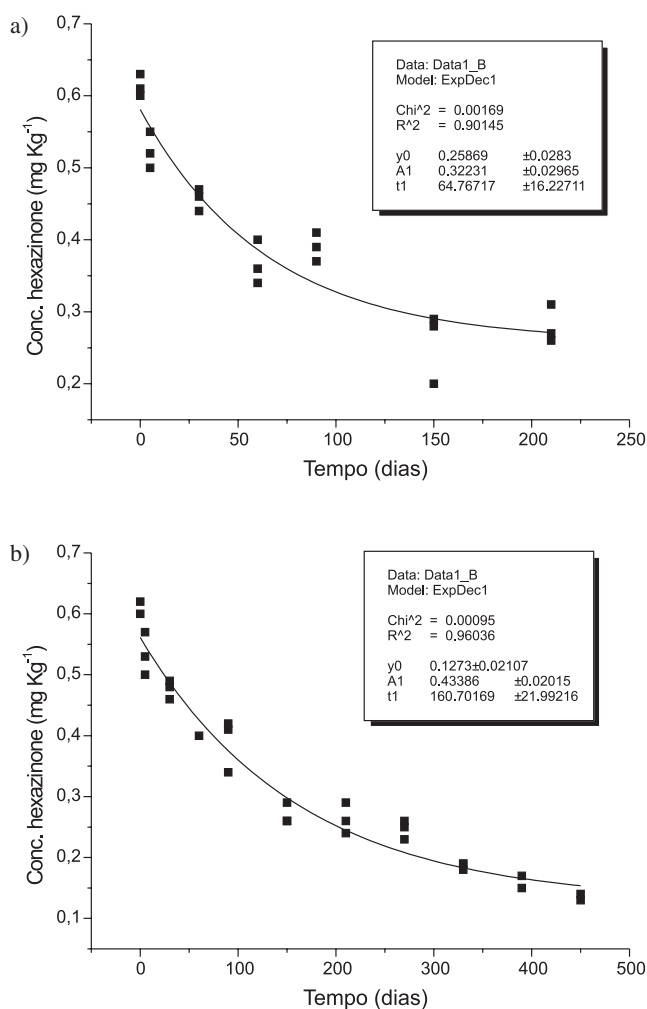 a)
0,7
0,6
0,5
0,4
0,3
0,2
Conc. hexazinone (mg Kg⁻¹)
Data: Data1_B
Model: ExpDec1
Chi^2 = 0.00169
R^2 = 0.90145
y0 0.25869 ±0.0283
A1 0.32231 ±0.02965
t1 64.76717 ±16.22711
0 50 100 150 200 250
Tempo (dias)
b)
0,7
0,6
0,5
0,4
0,3
0,2
0,1
Conc. hexazinone (mg Kg⁻¹)
Data: Data1_B
Model: ExpDec1
Chi^2 = 0.00095
R^2 = 0.96036
y0 0.1273±0.02107
A1 0.43386 ±0.02015
t1 160.70169 ±21.99216
0 100 200 300 400 500
Tempo (dias)